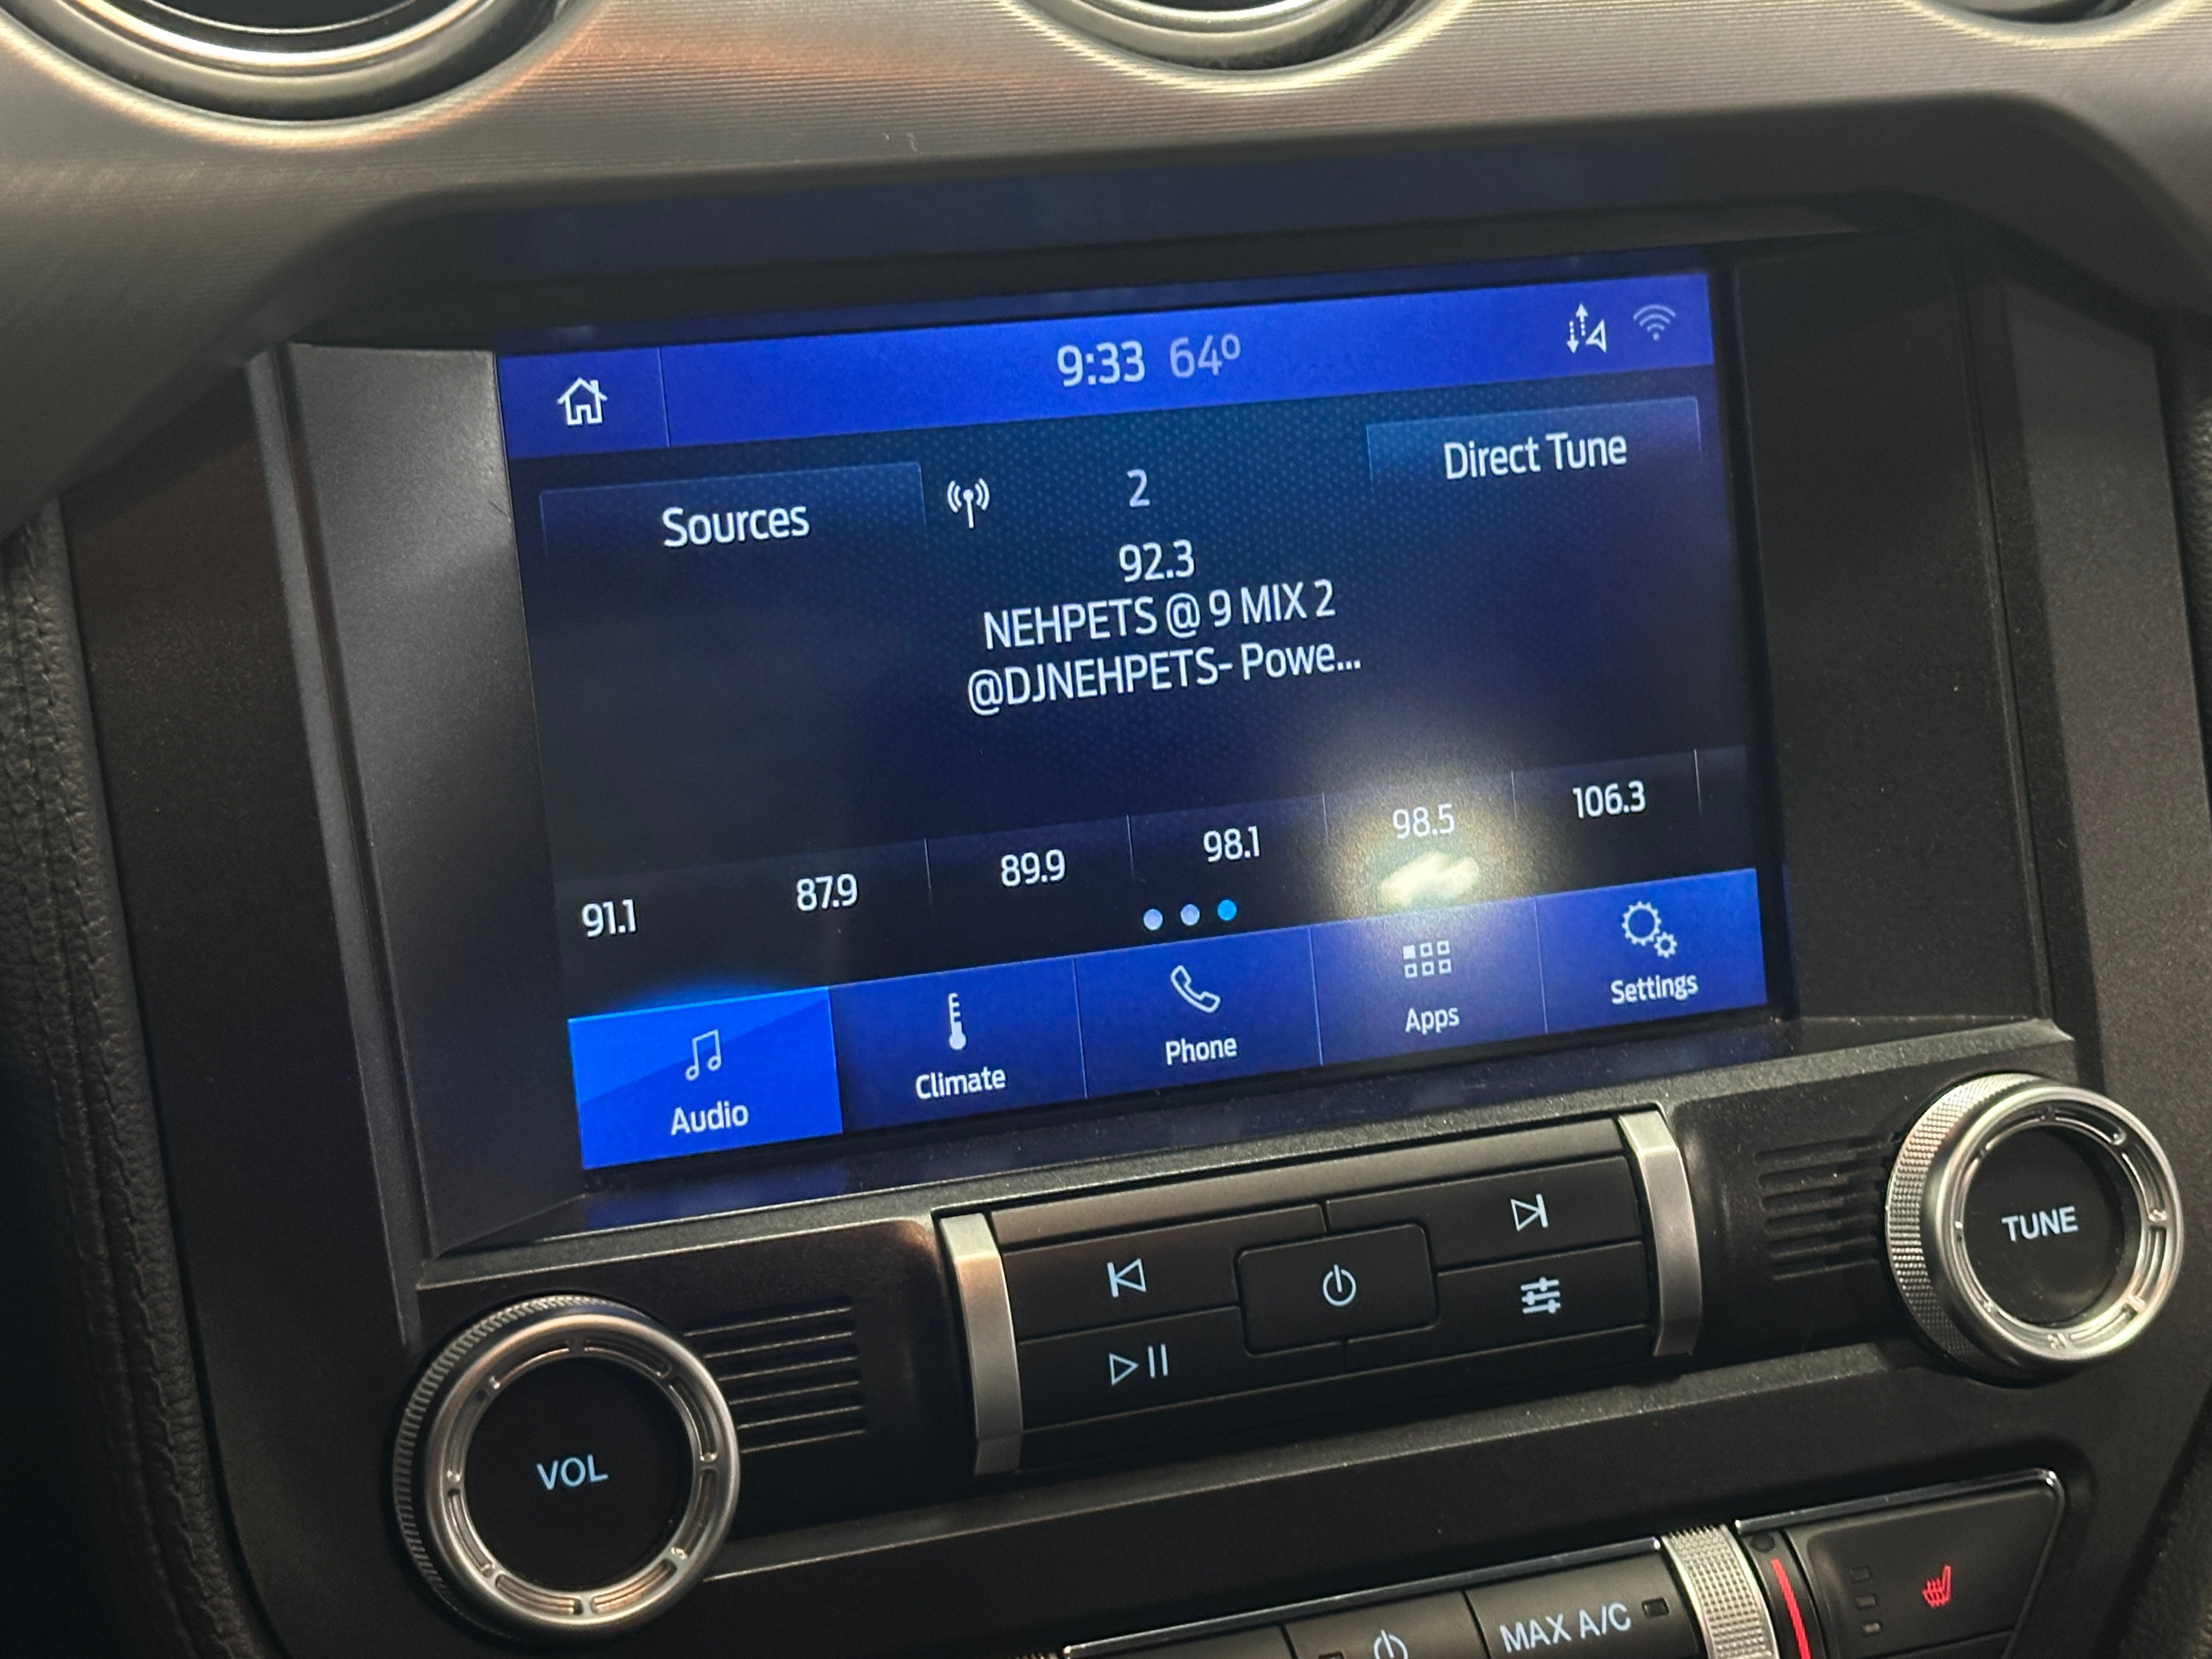 9:33 64º
Sources
2
Direct Tune
92.3
NEHPETS @ 9 MIX 2
@DJNEHPETS- Powe...
91.1 87.9 89.9 98.1 98.5 106.3
Audio Climate Phone Apps Settings
VOL
TUNE
MAX A/C